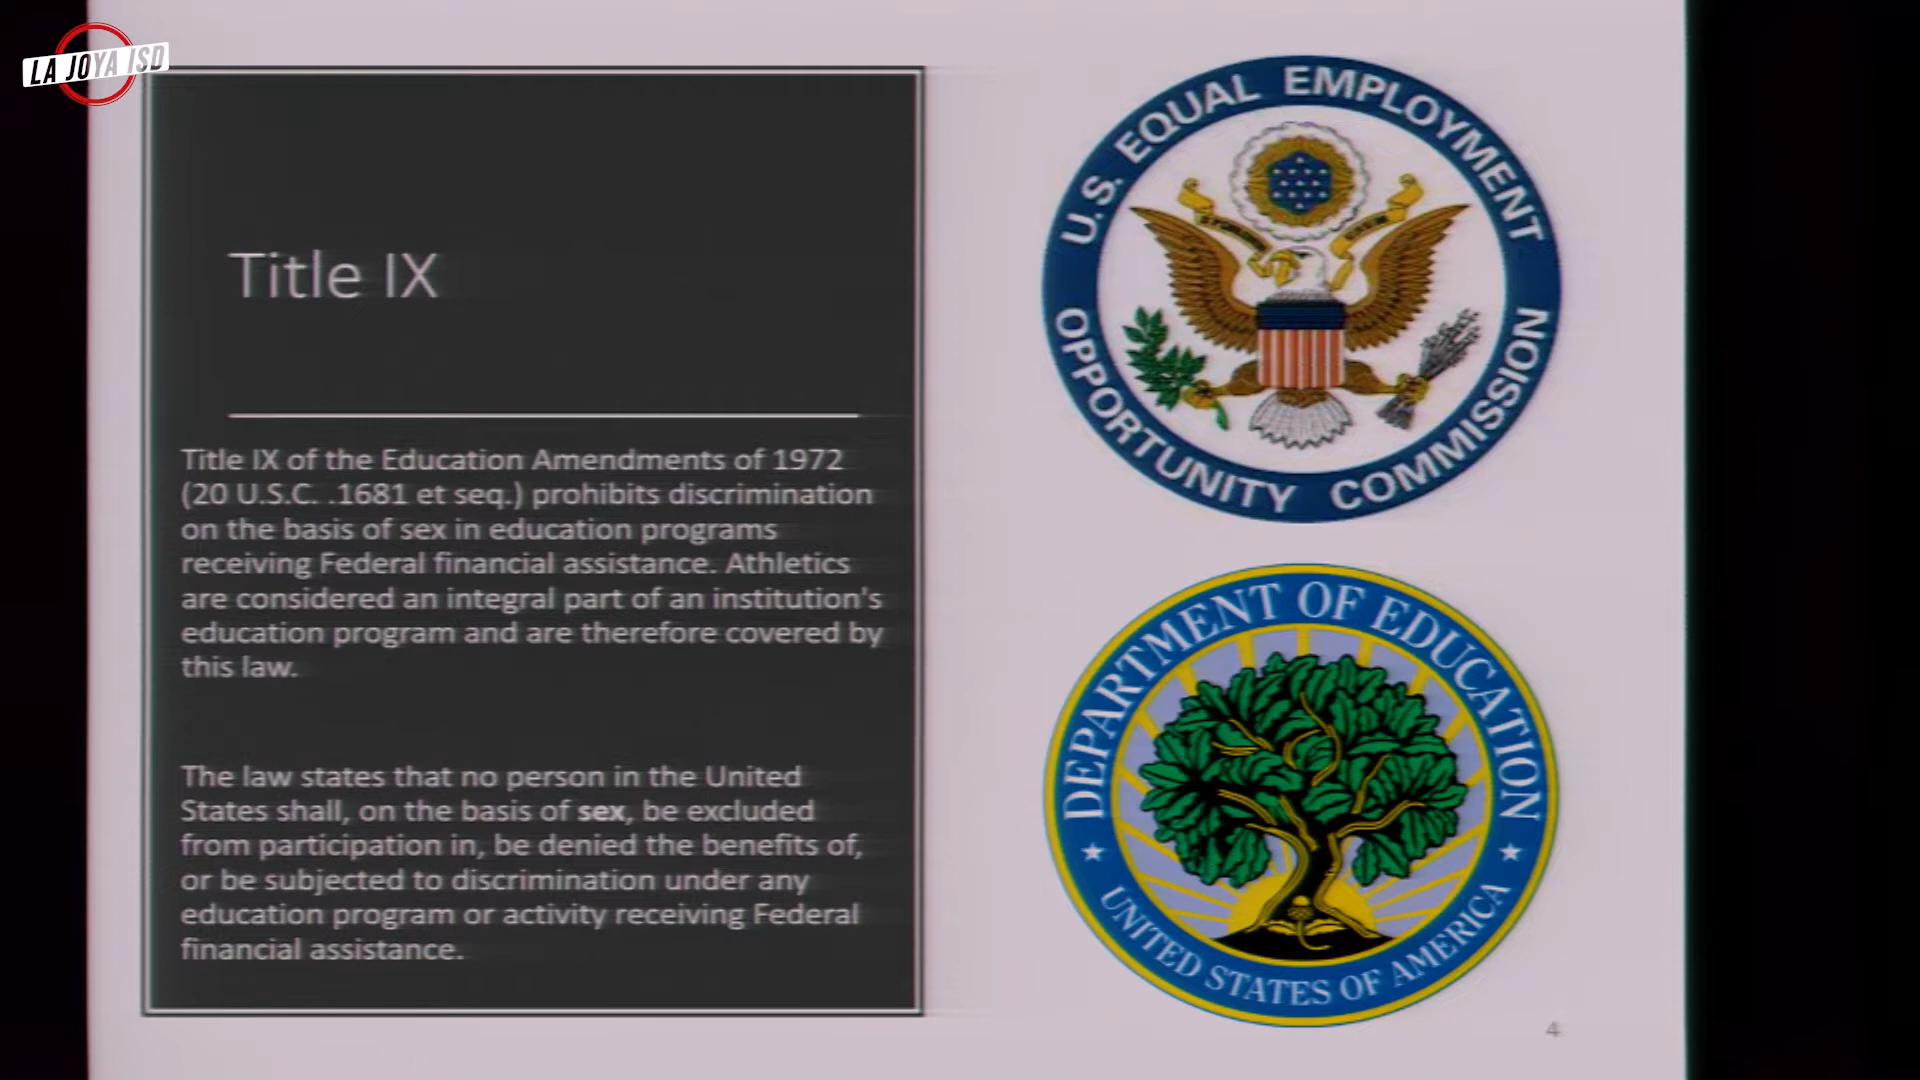 LA JOYA ISD
Title IX
Title IX of the Education Amendments of 1972
(20 U.S.C. .1681 et seq.) prohibits discrimination
on the basis of sex in education programs
receiving Federal financial assistance. Athletics
are considered an integral part of an institution's
education program and are therefore covered by
this law.
The law states that no person in the United
States shall, on the basis of sex, be excluded
from participation in, be denied the benefits of,
or be subjected to discrimination under any
education program or activity receiving Federal
financial assistance.
U.S. EQUAL EMPLOYMENT
OPPORTUNITY COMMISSION
DEPARTMENT OF EDUCATION
UNITED STATES OF AMERICA
4